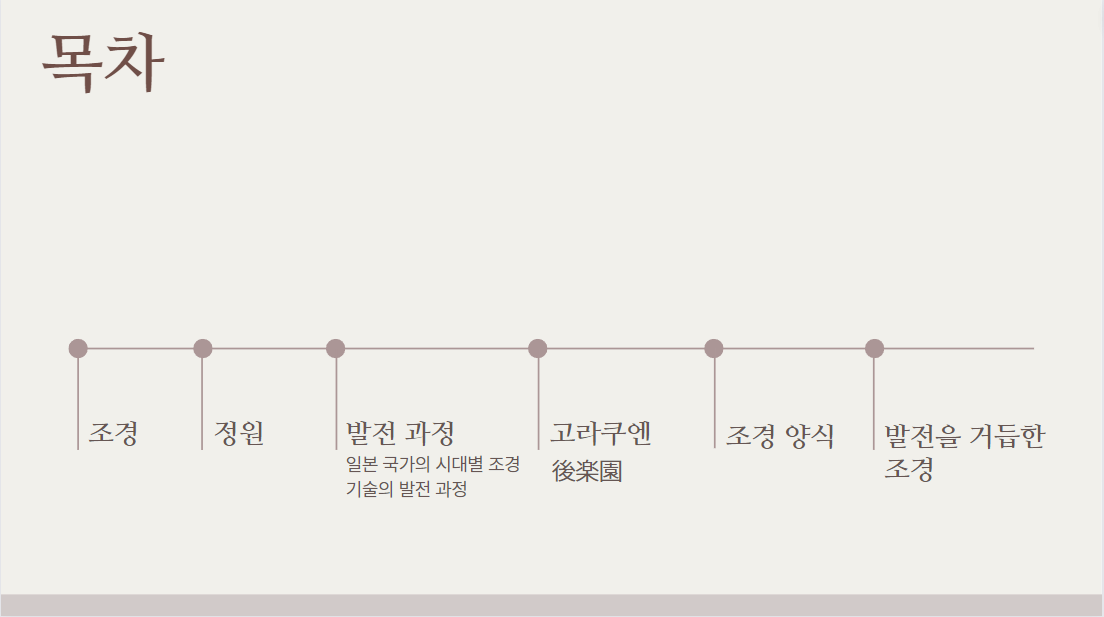 목차
조경
정원
발전 과정
일본 국가의 시대별 조경
기술의 발전 과정
고라쿠엔
後楽園
조경 양식
발전을 거듭한
조경